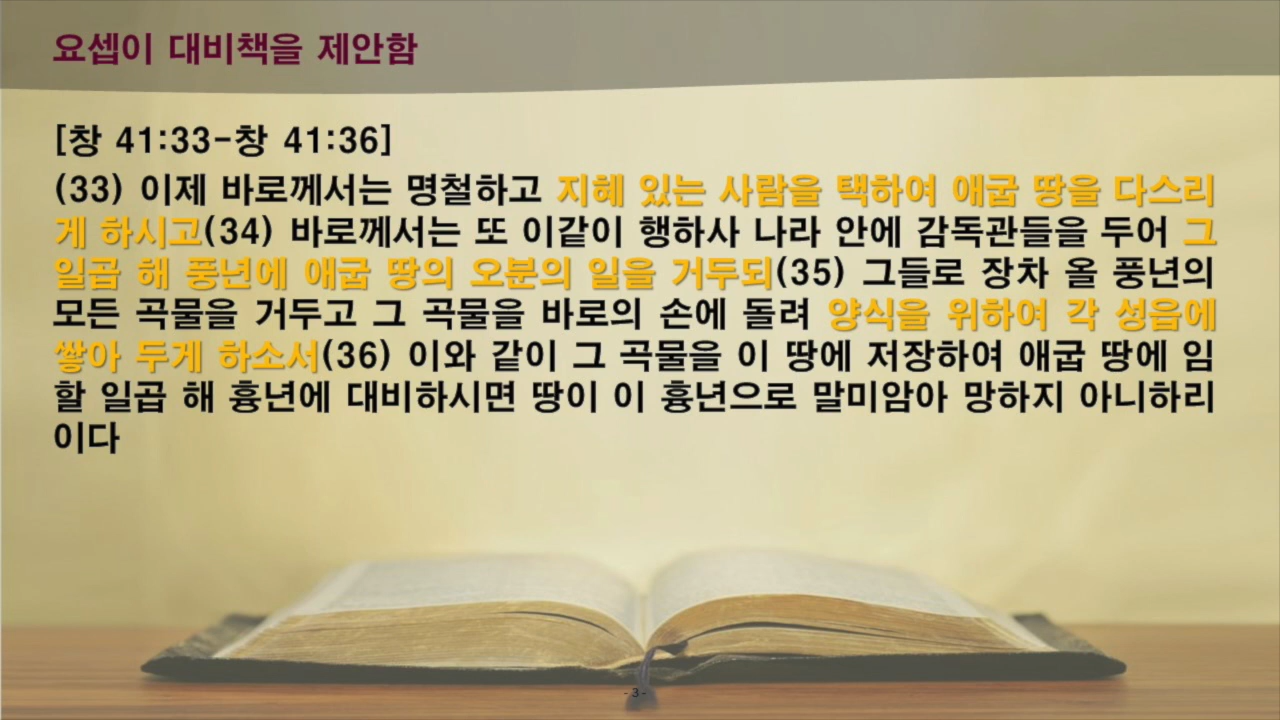 요셉이 대비책을 제안함
[창 41:33-창 41:36]
(33) 이제 바로께서는 명철하고 지혜 있는 사람을 택하여 애굽 땅을 다스리
게 하시고(34) 바로께서는 또 이같이 행하사 나라 안에 감독관들을 두어 그
일곱 해 풍년에 애굽 땅의 오분의 일을 거두되(35) 그들로 장차 올 풍년의
모든 곡물을 거두고 그 곡물을 바로의 손에 돌려 양식을 위하여 각 성읍에
쌓아 두게 하소서(36) 이와 같이 그 곡물을 이 땅에 저장하여 애굽 땅에 임
할 일곱 해 흉년에 대비하시면 땅이 이 흉년으로 말미암아 망하지 아니하리
이다
- 3 -